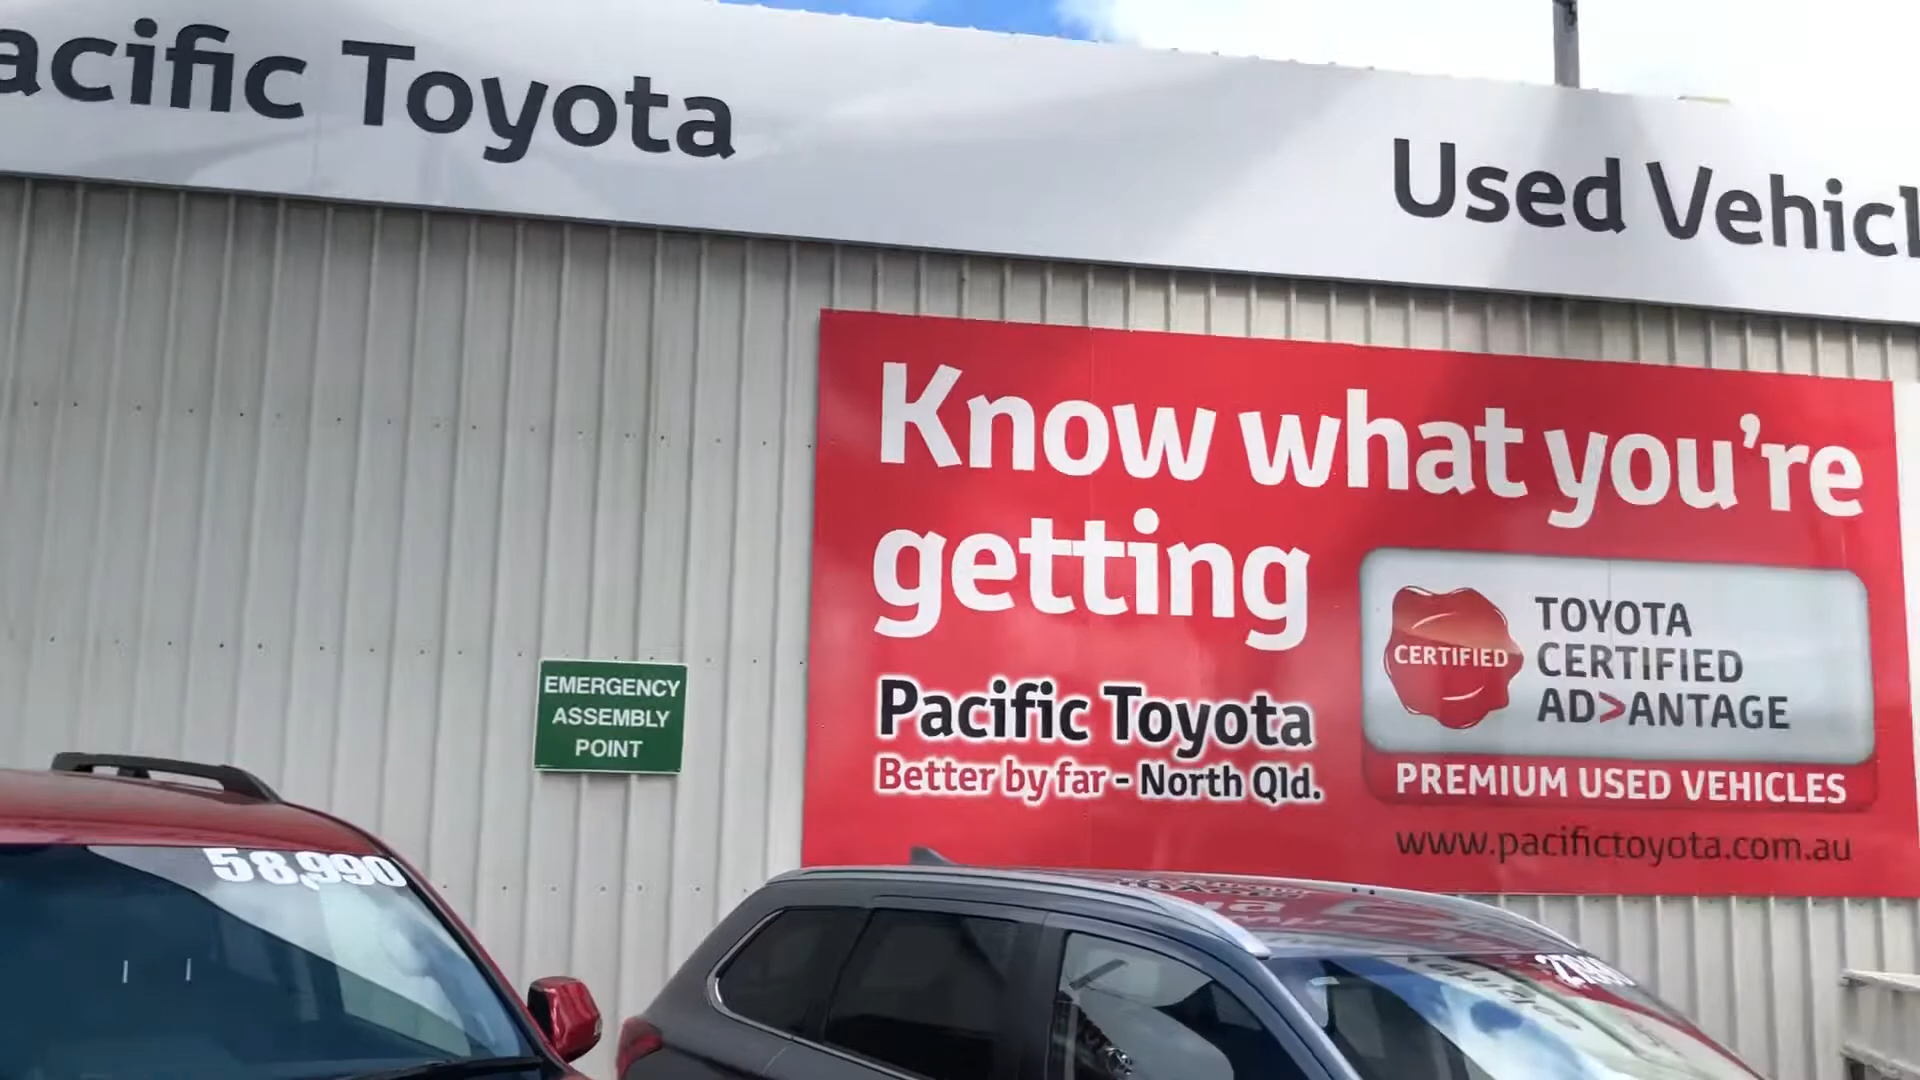 acific Toyota
Used Vehicl
Know what you're
getting
CERTIFIED
TOYOTA
CERTIFIED
AD>ANTAGE
EMERGENCY
ASSEMBLY
POINT
Pacific Toyota
Better by far - North Qld.
PREMIUM USED VEHICLES
www.pacifictoyota.com.au
58,990